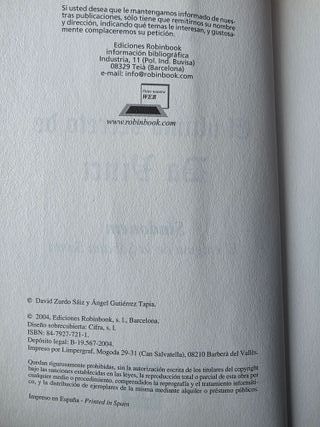 Si usted desea que le mantengamos informado de nues-
tras publicaciones, sólo tiene que remitirnos su nombre
y dirección, indicando qué temas le interesan, y gustosa-
mente complaceremos su petición.
Ediciones Robinbook
información bibliográfica
Industria, 11 (Pol. Ind. Buvisa)
08329 Teià (Barcelona)
e-mail: info@robinbook.com
WEB
www.robinbook.com
Da Vinci
© David Zurdo Sáiz y Ángel Gutiérrez Tapia.
© 2004, Ediciones Robinbook, s. l., Barcelona.
Diseño sobrecubierta: Cifra, s. l.
ISBN: 84-7927-721-1.
Depósito legal: B-19.567-2004.
Impreso por Limpergraf, Mogoda 29-31 (Can Salvatella), 08210 Barberà del Vallès.
Quedan rigurosamente prohibidas, sin la autorización escrita de los titulares del copyright
bajo las sanciones establecidas en las leyes, la reproducción total o parcial de esta obra por
cualquier medio o procedimiento, comprendidos la reprografía y el tratamiento informáti-
co, y la distribución de ejemplares de la misma mediante alquiler o préstamo públicos.
Impreso en España - Printed in Spain